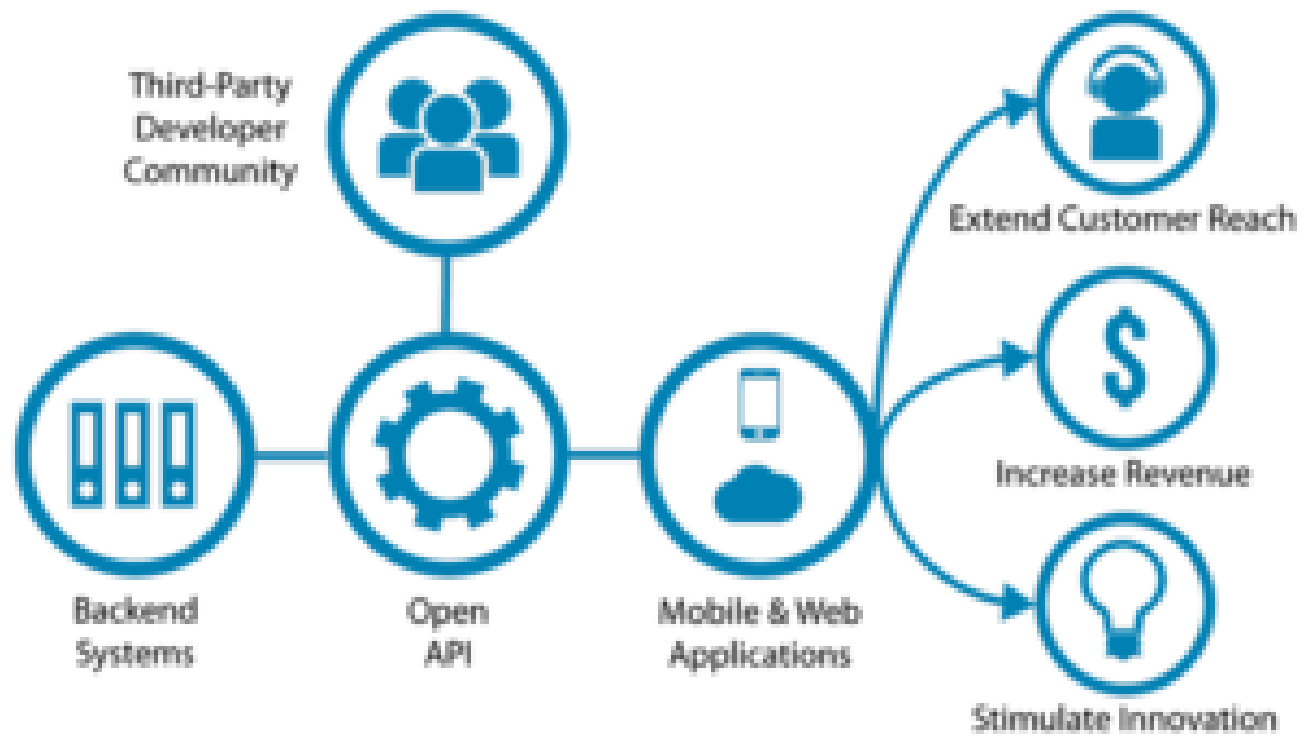 Third-Party
Developer
Community
Extend Customer Reach
Increase Revenue
Backend
Systems
Open
API
Mobile & Web
Applications
Stimulate Innovation